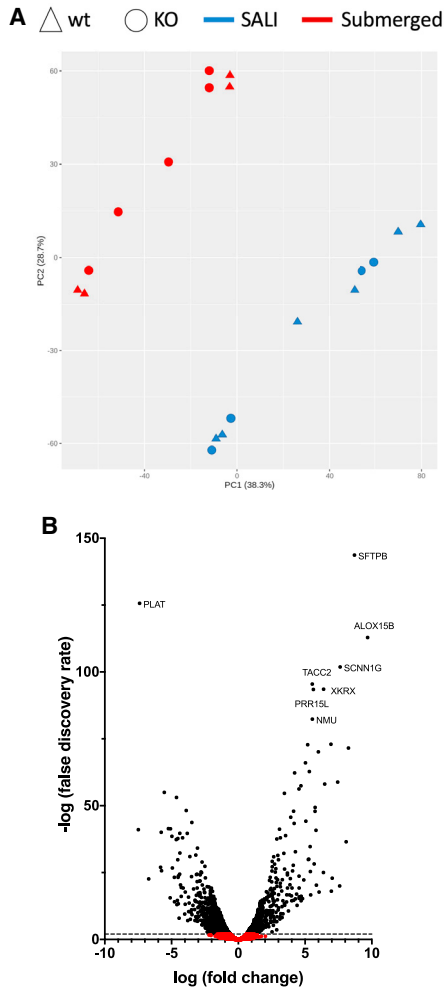 A wt KO SALI Submerged
60
30
0
-30
-60
PC2 (28.7%)
-40 0 40 80
PC1 (38.3%)
B
150
100
50
0
-log (false discovery rate)
SFTPB
PLAT
ALOX15B
SCNN1G
TACC2
XKRX
PRR15L
NMU
-10 -5 0 5 10
log (fold change)